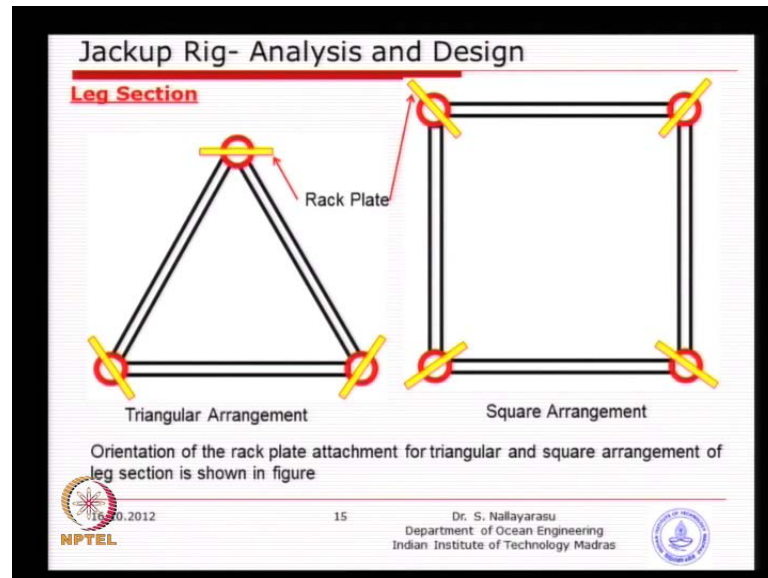 Jackup Rig- Analysis and Design
Leg Section
Rack Plate
Triangular Arrangement
Square Arrangement
Orientation of the rack plate attachment for triangular and square arrangement of
leg section is shown in figure
15
Dr. S. Nallayarasu
Department of Ocean Engineering
Indian Institute of Technology Madras
NPTEL